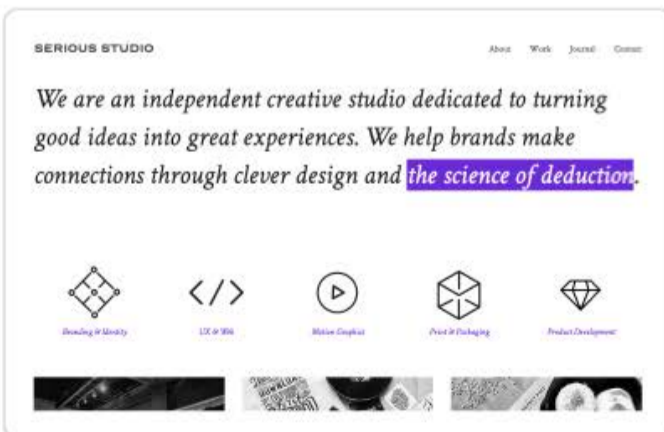 SERIOUS STUDIO
About Work Journal Contact
We are an independent creative studio dedicated to turning
good ideas into great experiences. We help brands make
connections through clever design and the science of deduction.
Branding & Identity
UX & Web
Motion Graphics
Print & Packaging
Product Development